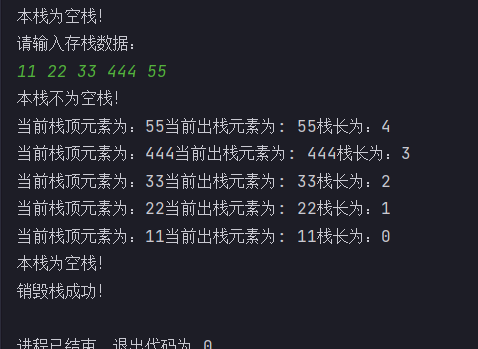 本栈为空栈!
请输入存栈数据:
11 22 33 444 55
本栈不为空栈!
当前栈顶元素为: 55当前出栈元素为: 55栈长为: 4
当前栈顶元素为: 444当前出栈元素为: 444栈长为: 3
当前栈顶元素为: 33当前出栈元素为: 33栈长为: 2
当前栈顶元素为: 22当前出栈元素为: 22栈长为: 1
当前栈顶元素为: 11当前出栈元素为: 11栈长为: 0
本栈为空栈!
销毁栈成功!
进程已结束，退出代码为 0